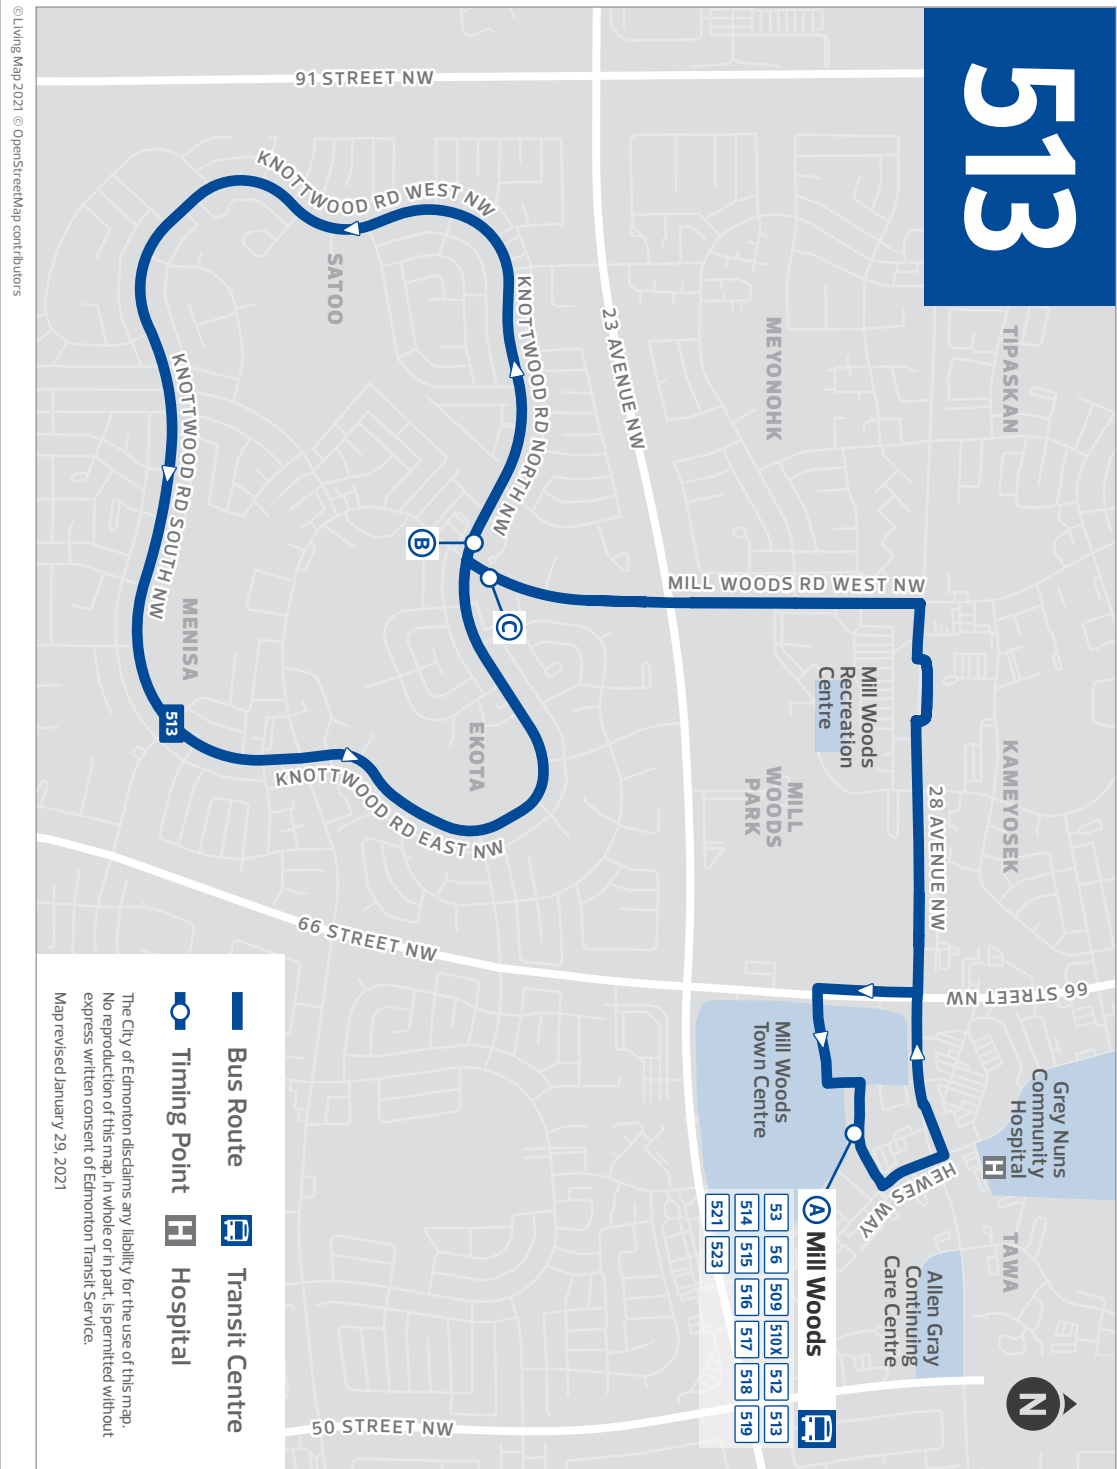 513
TIPASKAN
MEYONOHK
KAMEYOSEK
TAWA
SATOO
MENISA
EKOTA
MILL
WOODS
PARK
91 STREET NW
23 AVENUE NW
KNOTTWOOD RD WEST NW
KNOTTWOOD RD NORTH NW
KNOTTWOOD RD SOUTH NW
KNOTTWOOD RD EAST NW
MILL WOODS RD WEST NW
28 AVENUE NW
66 STREET NW
66 STREET NW
HEWES WAY
50 STREET NW
Mill Woods
Recreation
Centre
Mill Woods
Town Centre
Grey Nuns
Community
Hospital
H
Allen Gray
Continuing
Care Centre
B
C
513
A Mill Woods
53 56 509 510X 512 513
514 515 516 517 518 519
521 523
N
Bus Route
Transit Centre
Timing Point
H Hospital
The City of Edmonton disclaims any liability for the use of this map.
No reproduction of this map, in whole or in part, is permitted without
express written consent of Edmonton Transit Service.
Map revised January 29, 2021
© Living Map 2021 © OpenStreetMap contributors